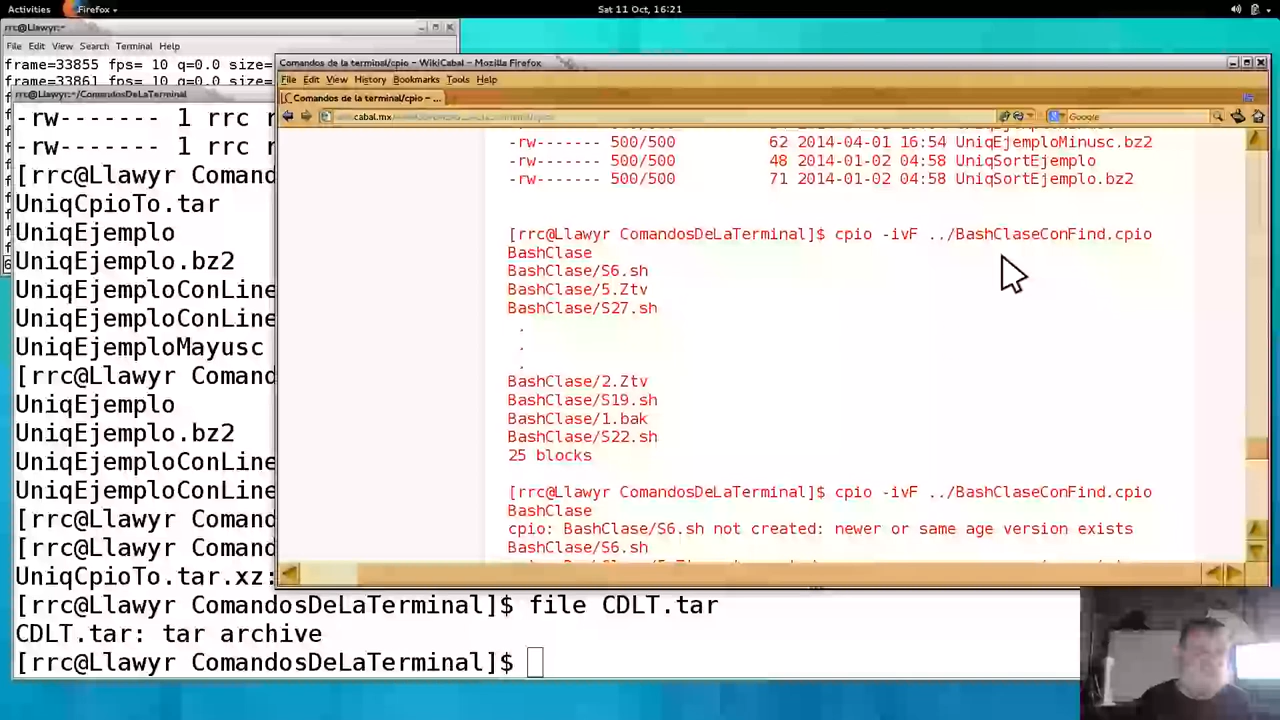 Activities Firefox Sat 11 Oct, 16:21
rrc@Llawyr:~
File Edit View Search Terminal Help
frame=33855 fps= 10 q=0.0 size=
frame=33861 fps= 10 q=0.0 size=
rrc@Llawyr:~/ComandosDeLaTerminal
-rw------- 1 rrc r
-rw------- 1 rrc r
[rrc@Llawyr Comand
UniqCpioTo.tar
UniqEjemplo
UniqEjemplo.bz2
UniqEjemploConLine
UniqEjemploConLine
UniqEjemploMayusc
[rrc@Llawyr Comand
UniqEjemplo
UniqEjemplo.bz2
UniqEjemploConLine
UniqEjemploConLine
[rrc@Llawyr Comand
[rrc@Llawyr Comand
UniqCpioTo.tar.xz:
[rrc@Llawyr ComandosDeLaTerminal]$ file CDLT.tar
CDLT.tar: tar archive
[rrc@Llawyr ComandosDeLaTerminal]$
Comandos de la terminal/cpio - WikiCabal - Mozilla Firefox
File Edit View History Bookmarks Tools Help
Comandos de la terminal/cpio - ...
cabal.mx Google
-rw------- 500/500 62 2014-04-01 16:54 UniqEjemploMinusc.bz2
-rw------- 500/500 48 2014-01-02 04:58 UniqSortEjemplo
-rw------- 500/500 71 2014-01-02 04:58 UniqSortEjemplo.bz2
[rrc@Llawyr ComandosDeLaTerminal]$ cpio -ivF ../BashClaseConFind.cpio
BashClase
BashClase/S6.sh
BashClase/5.Ztv
BashClase/S27.sh
.
.
.
BashClase/2.Ztv
BashClase/S19.sh
BashClase/1.bak
BashClase/S22.sh
25 blocks
[rrc@Llawyr ComandosDeLaTerminal]$ cpio -ivF ../BashClaseConFind.cpio
BashClase
cpio: BashClase/S6.sh not created: newer or same age version exists
BashClase/S6.sh